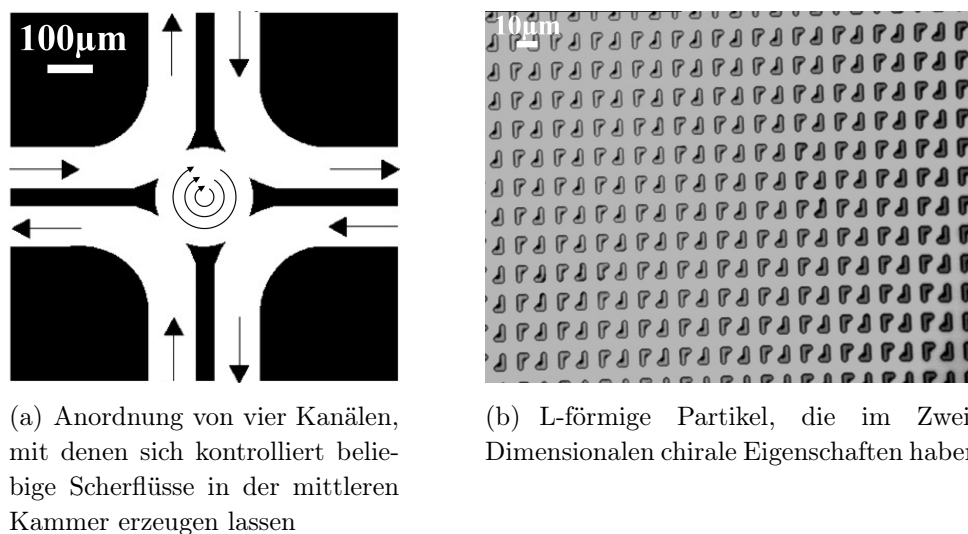 100µm
10µm
(a) Anordnung von vier Kanälen,
mit denen sich kontrolliert belie-
bige Scherflüsse in der mittleren
Kammer erzeugen lassen
(b) L-förmige Partikel, die im Zwei-
Dimensionalen chirale Eigenschaften haben